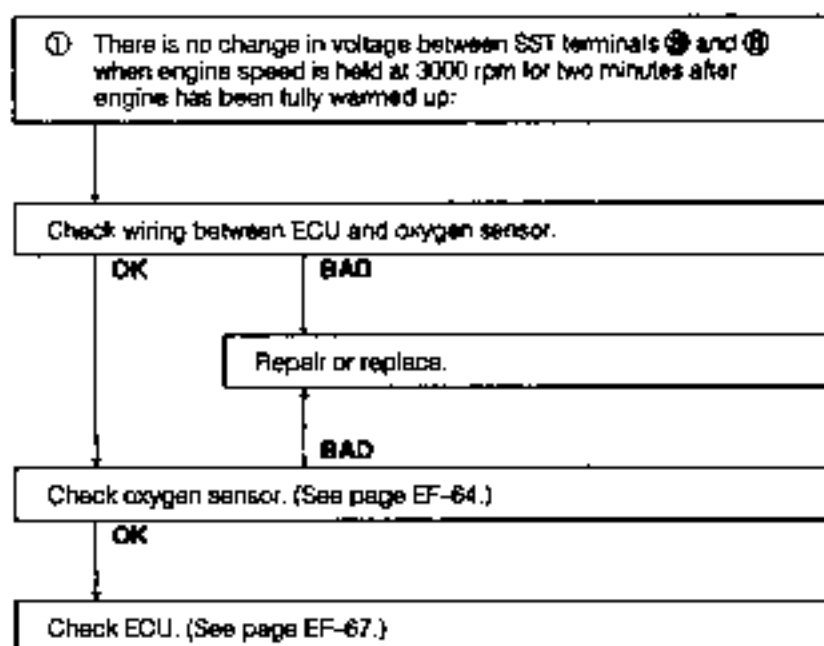 ① There is no change in voltage between SST terminals and
when engine speed is held at 3000 rpm for two minutes after
engine has been fully warmed up:
Check wiring between ECU and oxygen sensor.
OK BAD
Repair or replace.
BAD
Check oxygen sensor. (See page EF-64.)
OK
Check ECU. (See page EF-67.)